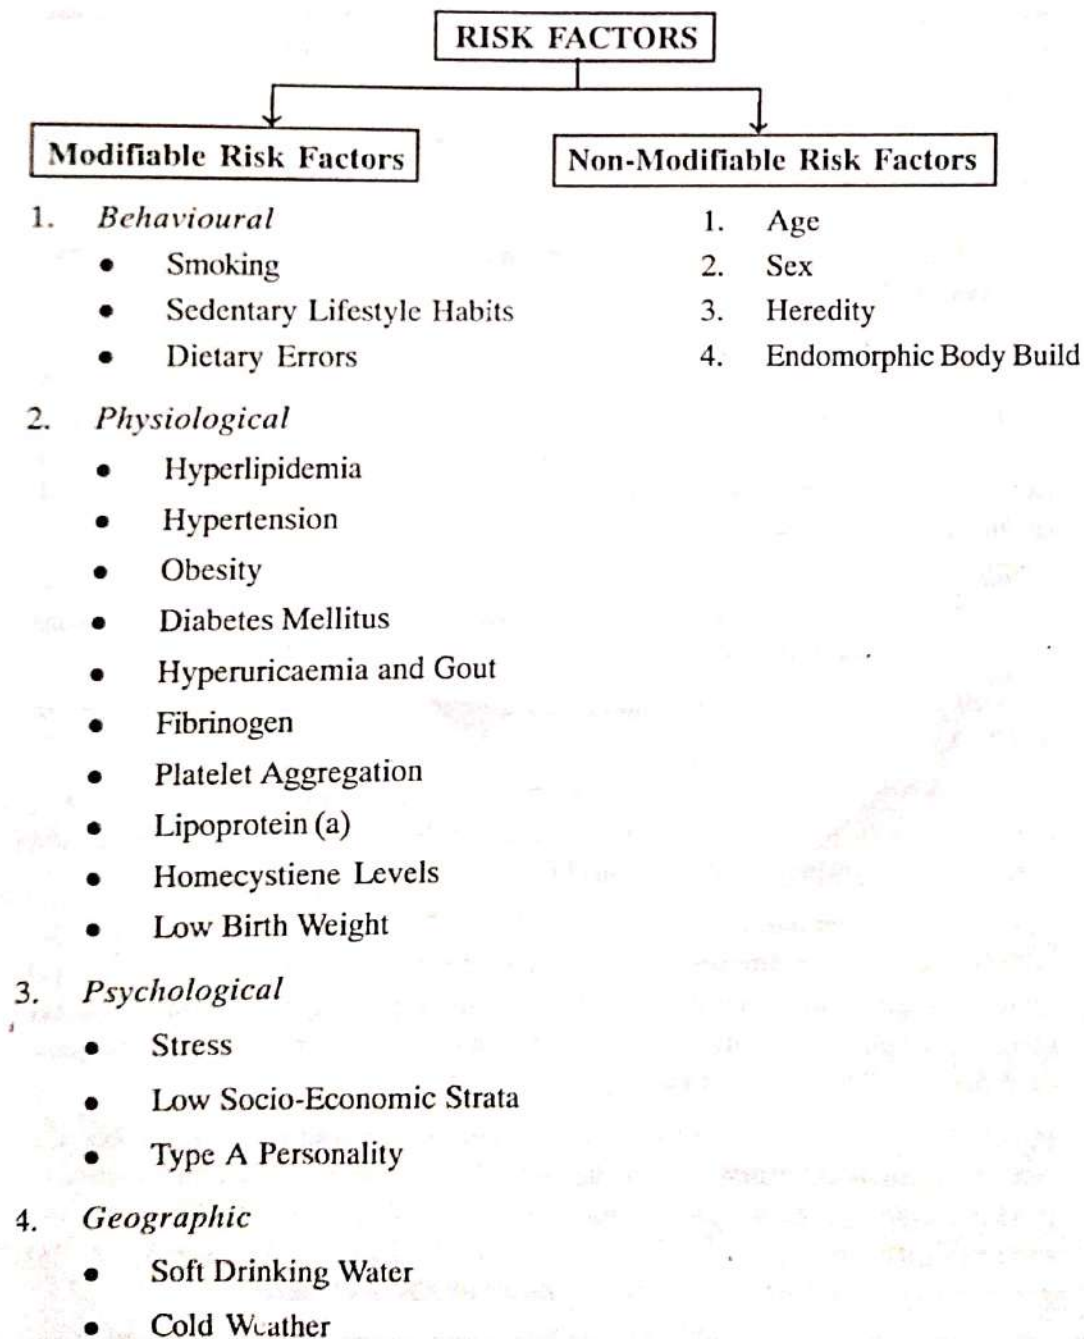 RISK FACTORS
Modifiable Risk Factors
1. Behavioural
• Smoking
• Sedentary Lifestyle Habits
• Dietary Errors
2. Physiological
• Hyperlipidemia
• Hypertension
• Obesity
• Diabetes Mellitus
• Hyperuricaemia and Gout
• Fibrinogen
• Platelet Aggregation
• Lipoprotein (a)
• Homecystiene Levels
• Low Birth Weight
3. Psychological
• Stress
• Low Socio-Economic Strata
• Type A Personality
4. Geographic
• Soft Drinking Water
• Cold Weather
Non-Modifiable Risk Factors
1. Age
2. Sex
3. Heredity
4. Endomorphic Body Build